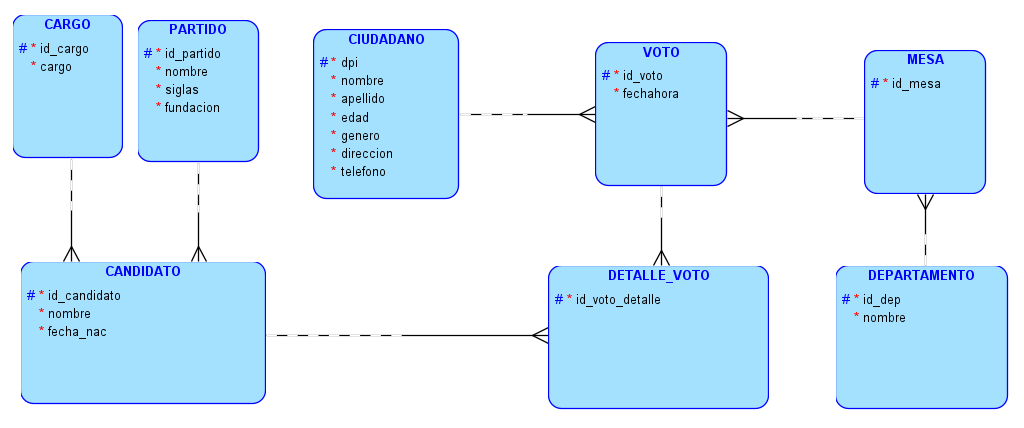 CARGO
# * id_cargo
* cargo
PARTIDO
# * id_partido
* nombre
* siglas
* fundacion
CIUDADANO
# * dpi
* nombre
* apellido
* edad
* genero
* direccion
* telefono
VOTO
# * id_voto
* fechahora
MESA
# * id_mesa
CANDIDATO
# * id_candidato
* nombre
* fecha_nac
DETALLE_VOTO
# * id_voto_detalle
DEPARTAMENTO
# * id_dep
* nombre